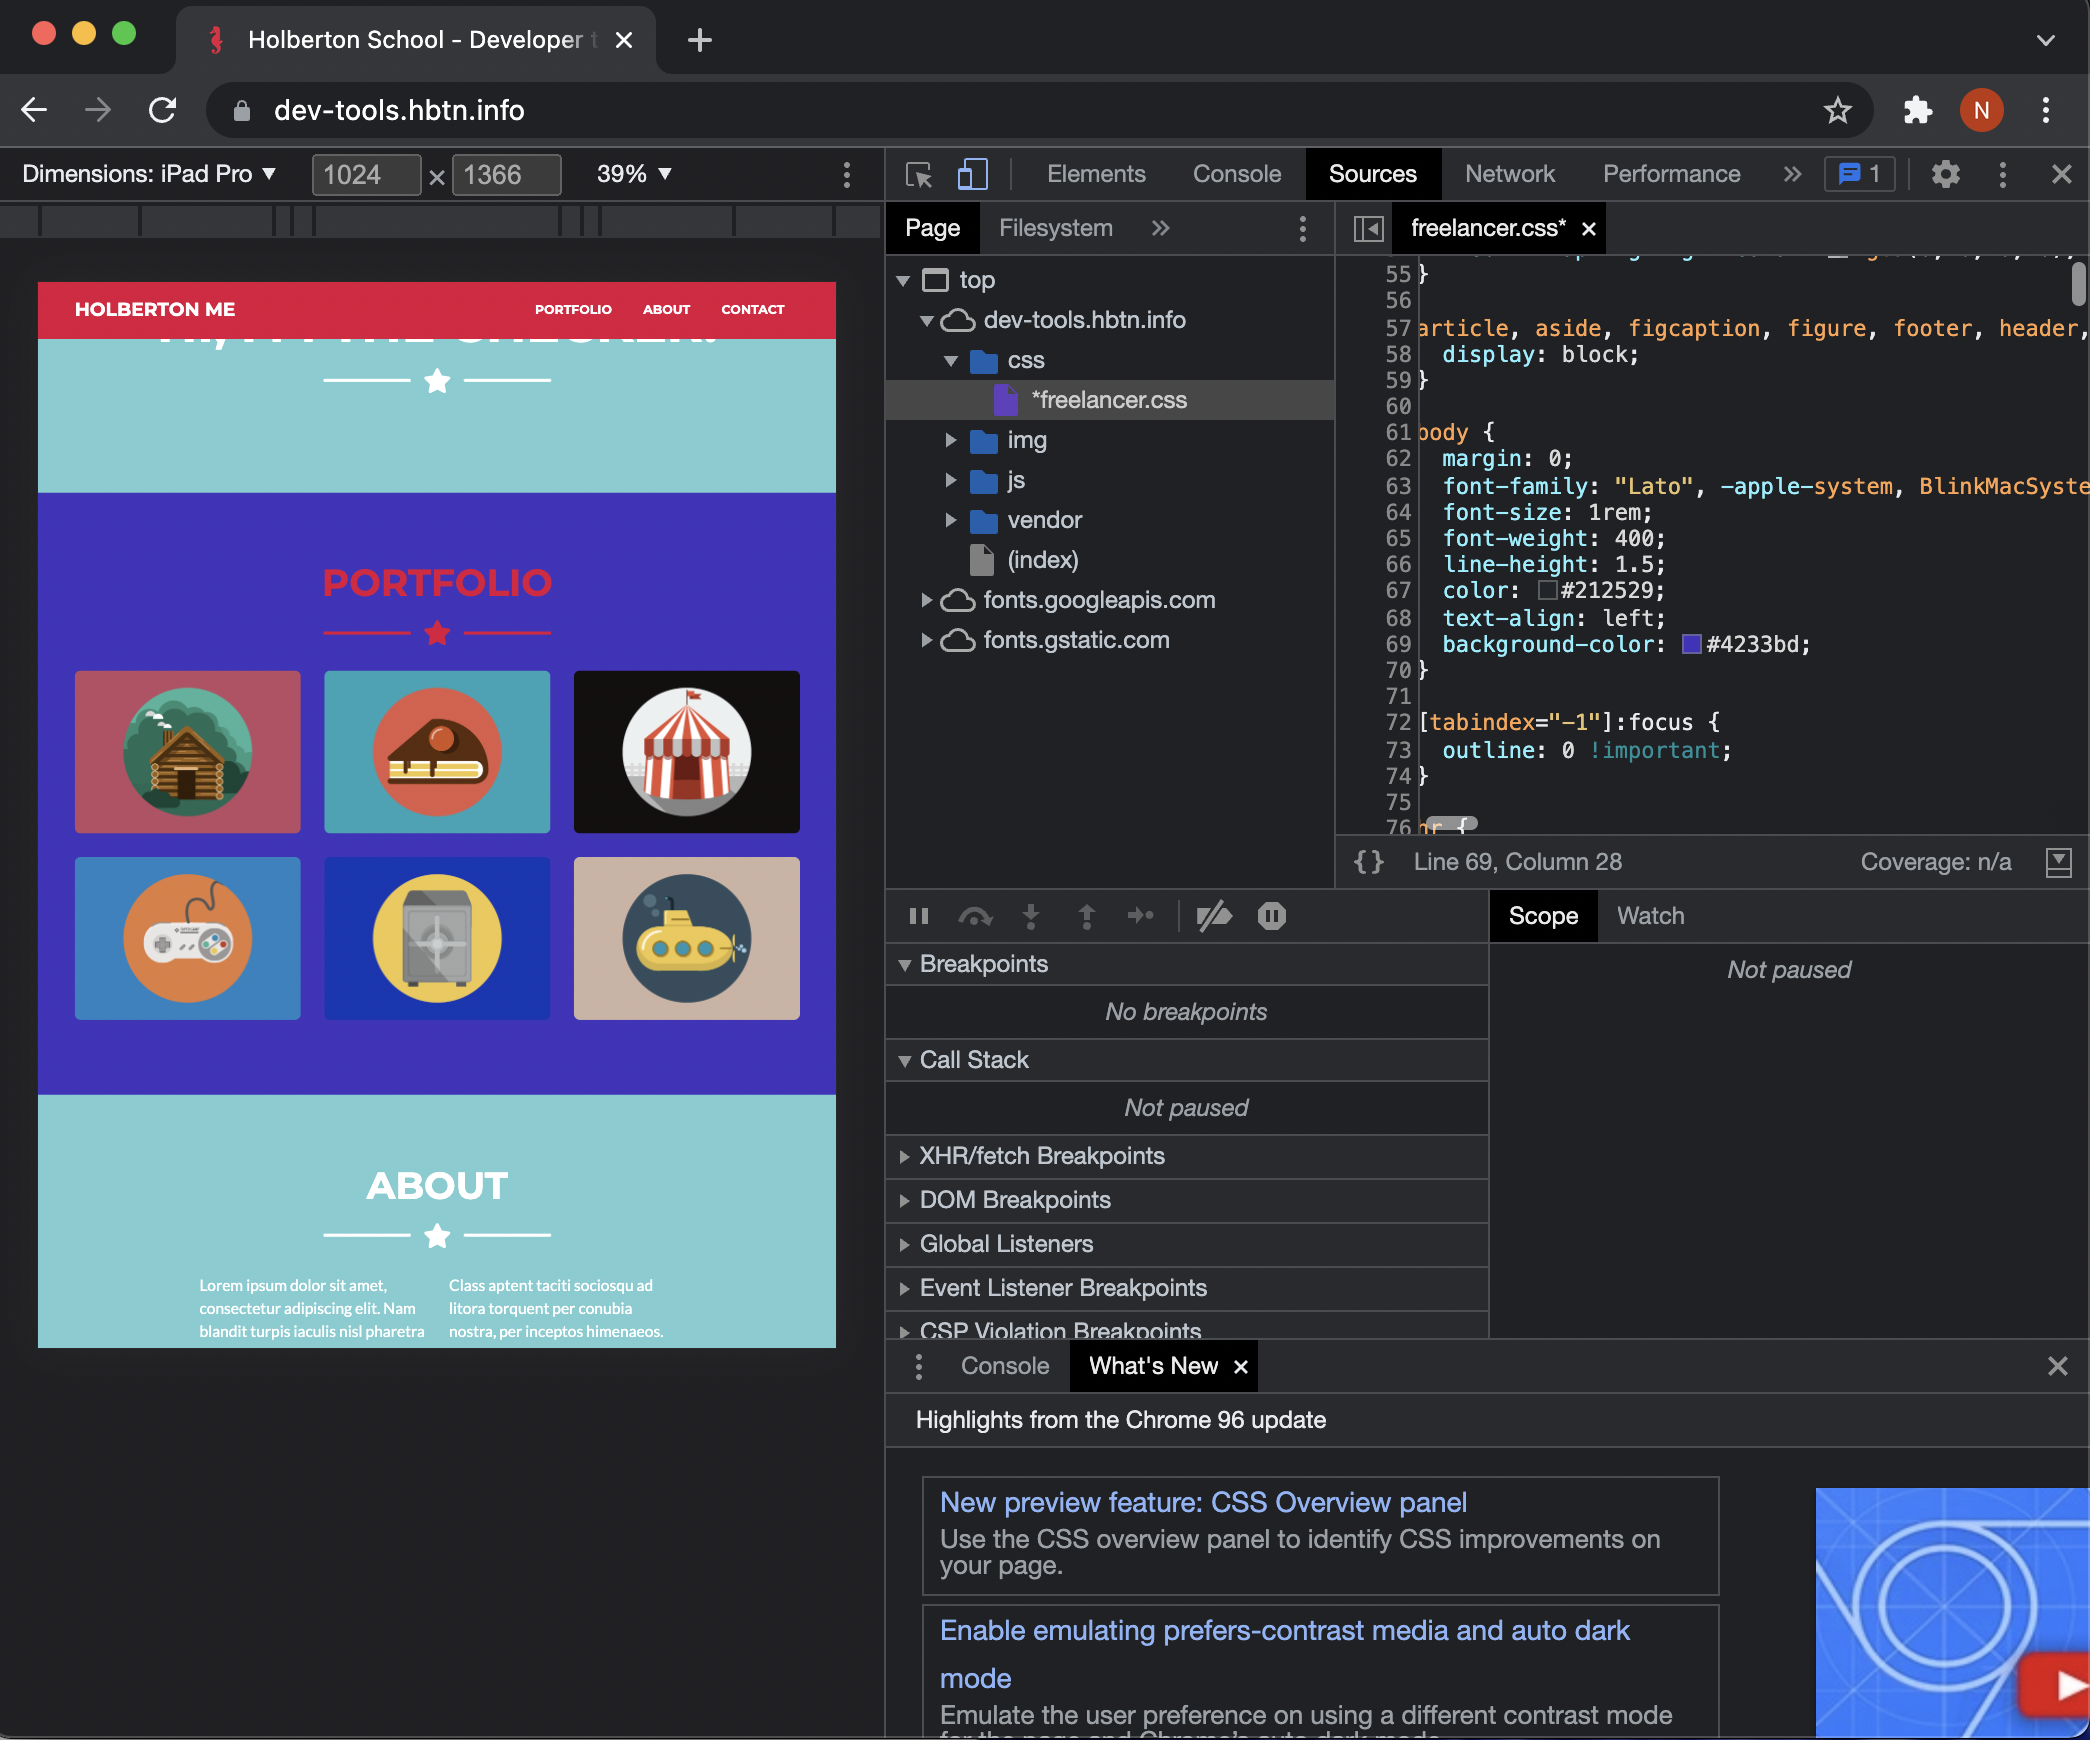 Holberton School - Developer t
dev-tools.hbtn.info
N
Dimensions: iPad Pro
1024 × 1366
39%
Elements
Console
Sources
Network
Performance
1
Page
Filesystem
top
dev-tools.hbtn.info
css
*freelancer.css
img
js
vendor
(index)
fonts.googleapis.com
fonts.gstatic.com
freelancer.css*
55 }
56
57 article, aside, figcaption, figure, footer, header,
58 display: block;
59 }
60
61 body {
62 margin: 0;
63 font-family: "Lato", -apple-system, BlinkMacSyste
64 font-size: 1rem;
65 font-weight: 400;
66 line-height: 1.5;
67 color: #212529;
68 text-align: left;
69 background-color: #4233bd;
70 }
71
72 [tabindex="-1"]:focus {
73 outline: 0 !important;
74 }
75
76 hr {
{} Line 69, Column 28
Coverage: n/a
HOLBERTON ME
PORTFOLIO
ABOUT
CONTACT
PORTFOLIO
ABOUT
Lorem ipsum dolor sit amet,
consectetur adipiscing elit. Nam
blandit turpis iaculis nisl pharetra
Class aptent taciti sociosqu ad
litora torquent per conubia
nostra, per inceptos himenaeos.
Breakpoints
No breakpoints
Call Stack
Not paused
XHR/fetch Breakpoints
DOM Breakpoints
Global Listeners
Event Listener Breakpoints
CSP Violation Breakpoints
Scope
Watch
Not paused
Console
What's New
Highlights from the Chrome 96 update
New preview feature: CSS Overview panel
Use the CSS overview panel to identify CSS improvements on
your page.
Enable emulating prefers-contrast media and auto dark
mode
Emulate the user preference on using a different contrast mode
for the page and Chrome's auto dark mode